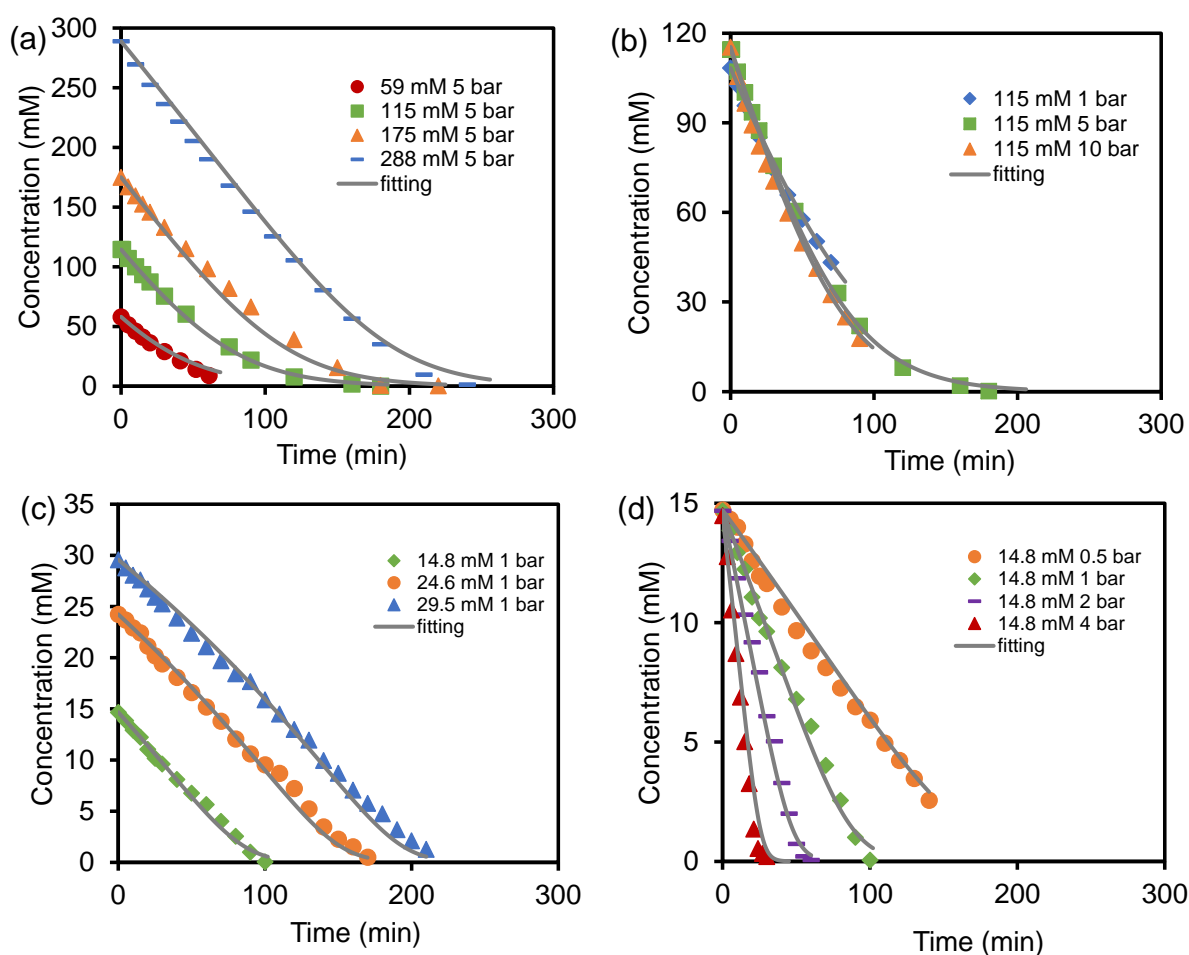 (a)
Concentration (mM)
300
250
200
150
100
50
0
59 mM 5 bar
115 mM 5 bar
175 mM 5 bar
288 mM 5 bar
fitting
0 100 200 300
Time (min)
(b)
Concentration (mM)
120
90
60
30
0
115 mM 1 bar
115 mM 5 bar
115 mM 10 bar
fitting
0 100 200 300
Time (min)
(c)
Concentration (mM)
35
30
25
20
15
10
5
0
14.8 mM 1 bar
24.6 mM 1 bar
29.5 mM 1 bar
fitting
0 100 200 300
Time (min)
(d)
Concentration (mM)
15
10
5
0
14.8 mM 0.5 bar
14.8 mM 1 bar
14.8 mM 2 bar
14.8 mM 4 bar
fitting
0 100 200 300
Time (min)